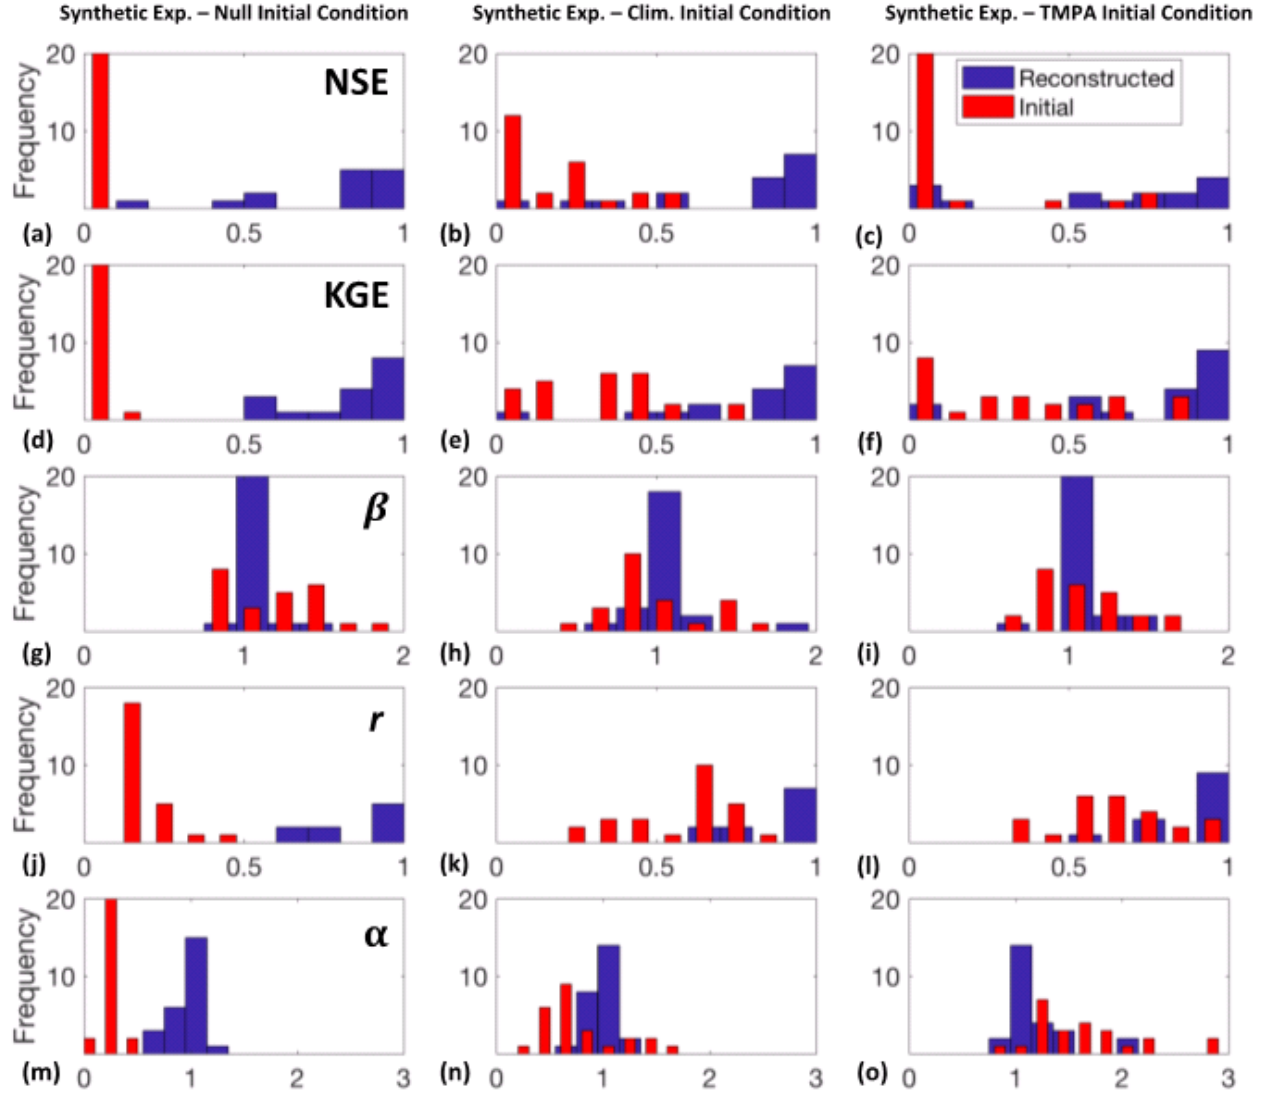 Synthetic Exp. – Null Initial Condition Synthetic Exp. – Clim. Initial Condition Synthetic Exp. – TMPA Initial Condition
20 20 20
Frequency NSE Reconstructed
Initial
10 10 10
(a) 0 0.5 1 (b) 0 0.5 1 (c) 0 0.5 1
20 20 20
Frequency KGE
10 10 10
(d) 0 0.5 1 (e) 0 0.5 1 (f) 0 0.5 1
20 20 20
Frequency β
10 10 10
(g) 0 1 2 (h) 0 1 2 (i) 0 1 2
20 20 20
Frequency r
10 10 10
(j) 0 0.5 1 (k) 0 0.5 1 (l) 0 0.5 1
20 20 20
Frequency α
10 10 10
(m) 0 1 2 3 (n) 0 1 2 3 (o) 0 1 2 3